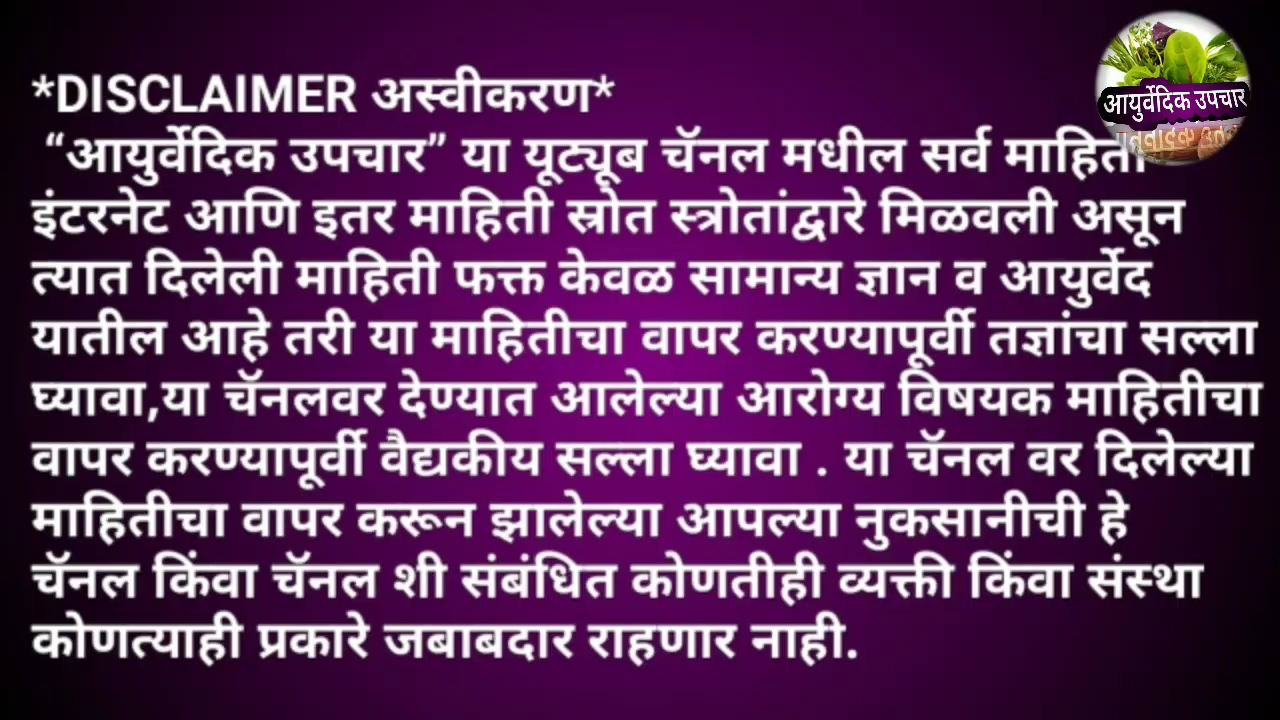 *DISCLAIMER अस्वीकरण*
“आयुर्वेदिक उपचार” या यूट्यूब चॅनल मधील सर्व माहिती
इंटरनेट आणि इतर माहिती स्रोत स्त्रोतांद्वारे मिळवली असून
त्यात दिलेली माहिती फक्त केवळ सामान्य ज्ञान व आयुर्वेद
यातील आहे तरी या माहितीचा वापर करण्यापूर्वी तज्ञांचा सल्ला
घ्यावा,या चॅनलवर देण्यात आलेल्या आरोग्य विषयक माहितीचा
वापर करण्यापूर्वी वैद्यकीय सल्ला घ्यावा . या चॅनल वर दिलेल्या
माहितीचा वापर करून झालेल्या आपल्या नुकसानीची हे
चॅनल किंवा चॅनल शी संबंधित कोणतीही व्यक्ती किंवा संस्था
कोणत्याही प्रकारे जबाबदार राहणार नाही.
आयुर्वेदिक उपचार